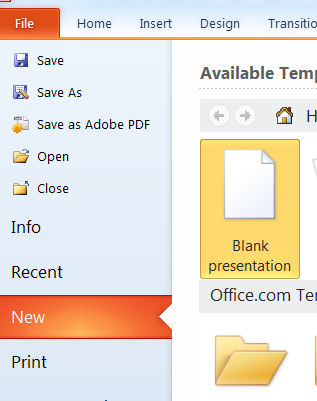 File Home Insert Design Transitio
Save
Save As
Save as Adobe PDF
Open
Close
Info
Recent
New
Print
Available Temp
H
Blank
presentation
Office.com Ter